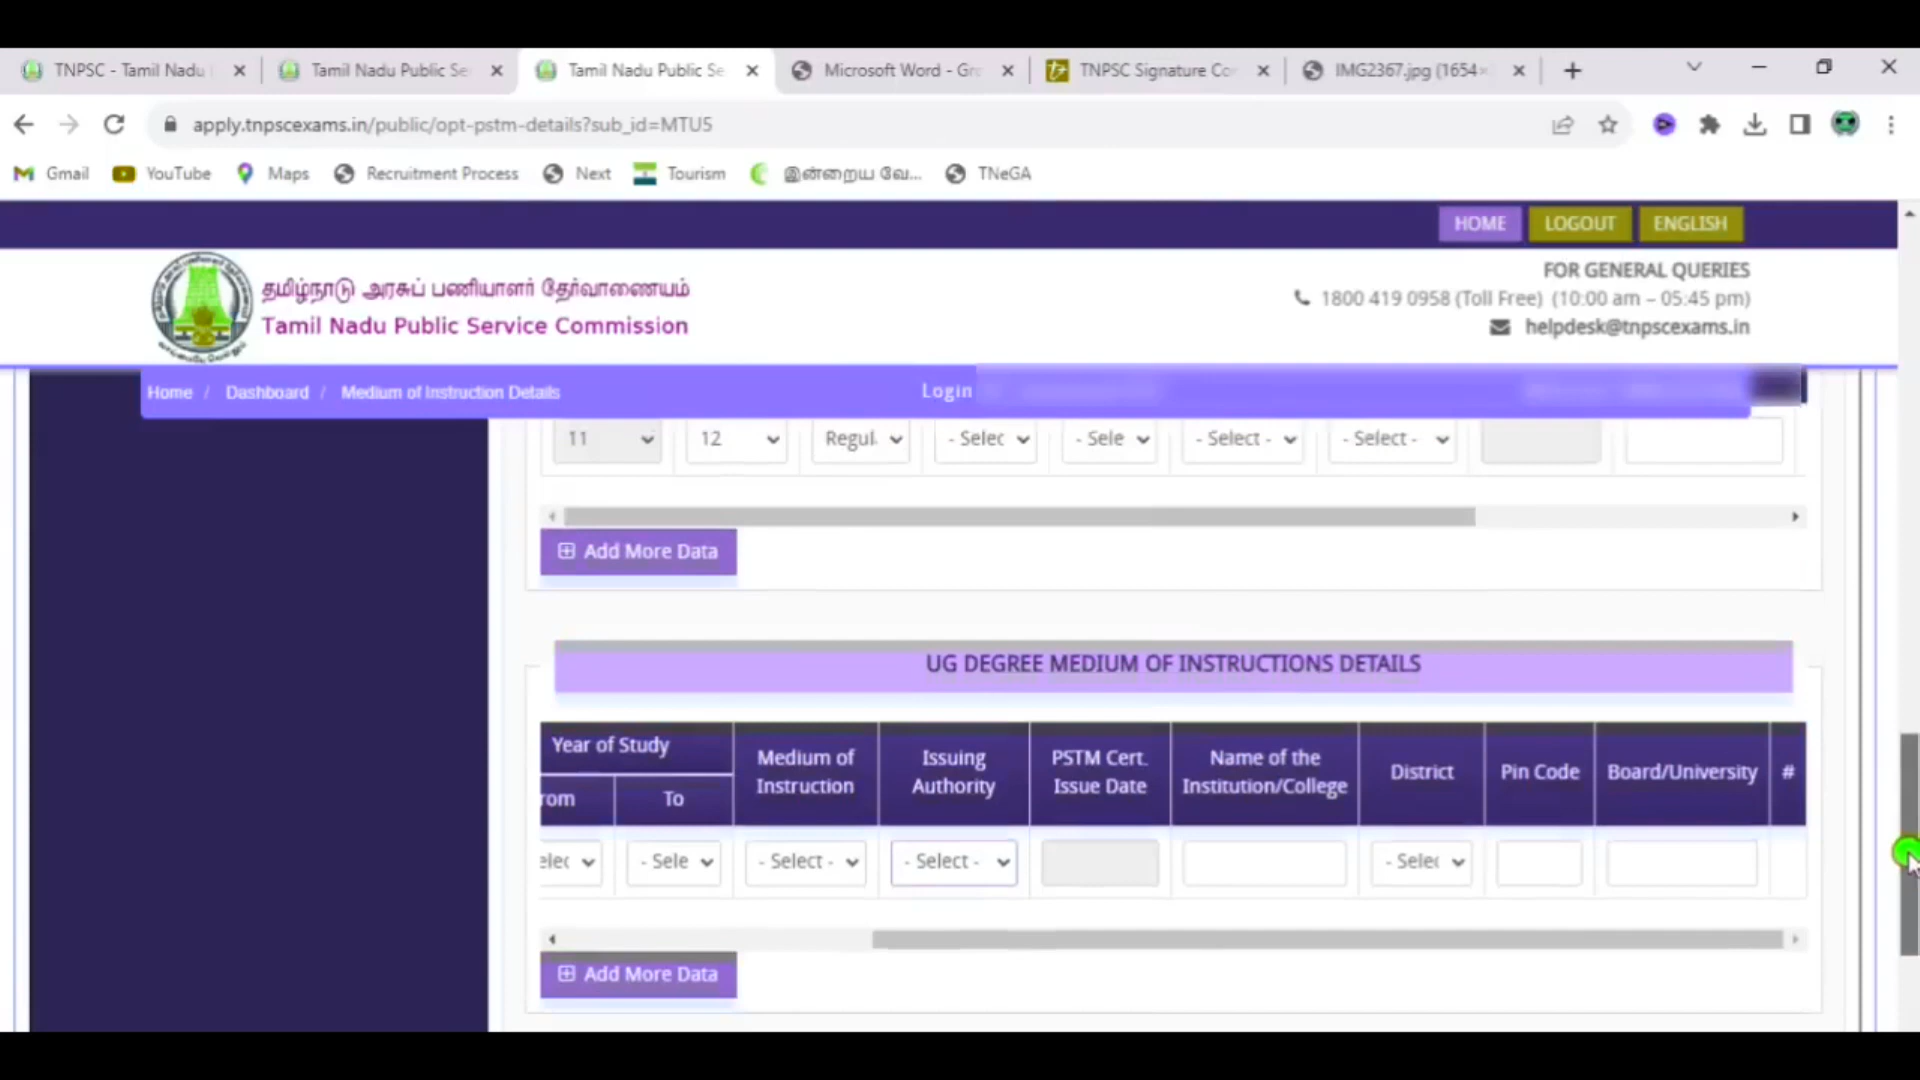 TNPSC - Tamil Nadu
Tamil Nadu Public Se
Tamil Nadu Public Se
Microsoft Word - Gro
TNPSC Signature Co
IMG2367.jpg (1654×
apply.tnpscexams.in/public/opt-pstm-details?sub_id=MTU5
Gmail
YouTube
Maps
Recruitment Process
Next
Tourism
இன்றைய வே...
TNeGA
HOME
LOGOUT
ENGLISH
தமிழ்நாடு அரசுப் பணியாளர் தேர்வாணையம்
Tamil Nadu Public Service Commission
FOR GENERAL QUERIES
1800 419 0958 (Toll Free) (10:00 am – 05:45 pm)
helpdesk@tnpscexams.in
Home / Dashboard / Medium of Instruction Details
Login
11
12
Regul
- Selec
- Sele
- Select -
- Select -
Add More Data
UG DEGREE MEDIUM OF INSTRUCTIONS DETAILS
Year of Study
rom
To
Medium of
Instruction
Issuing
Authority
PSTM Cert.
Issue Date
Name of the
Institution/College
District
Pin Code
Board/University
#
elec
- Sele
- Select -
- Select -
- Selec
Add More Data